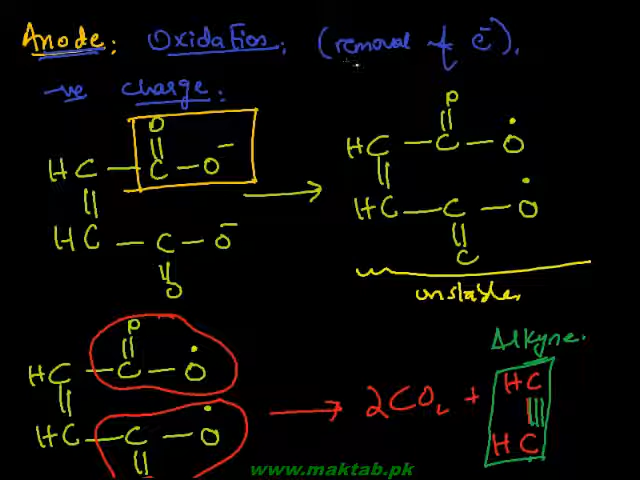 Anode: Oxidation: (removal of ē).
-ve charge:
O
HC — C — O⁻
HC — C — O⁻
O
O
HC — C — O
HC — C — O
C
unstable.
O
HC — C — O
HC — C — O
2CO₂ +
Alkyne.
HC
HC
www.maktab.pk